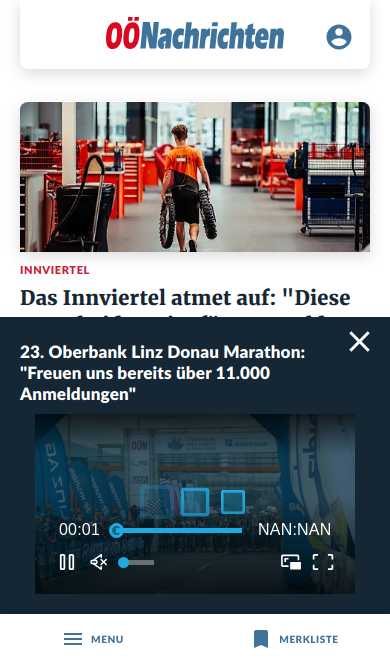 OÖNachrichten
INNVIERTEL
Das Innviertel atmet auf: "Diese
23. Oberbank Linz Donau Marathon:
"Freuen uns bereits über 11.000
Anmeldungen"
OÖN
00:01
NAN:NAN
MENU
MERKLISTE